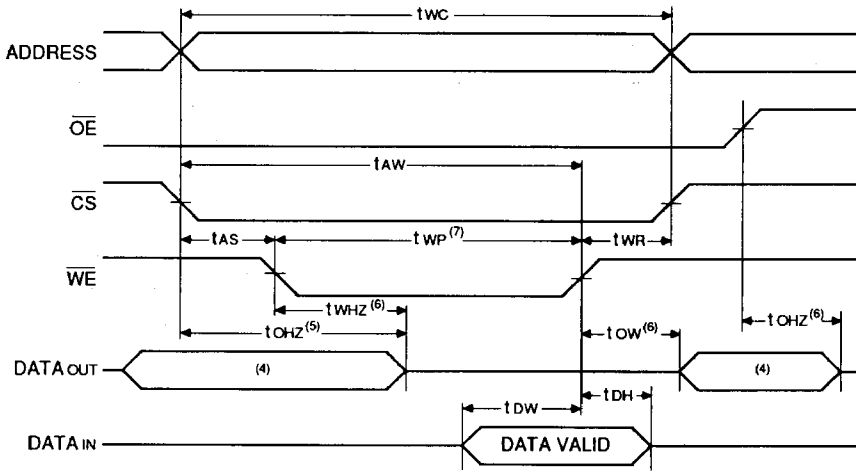 tWC
ADDRESS
OE
tAW
CS
tAS
tWP(7)
tWR
WE
tWHZ(6)
tOHZ(5)
tOW(6)
tOHZ(6)
DATA OUT
(4)
(4)
tDW
tDH
DATA IN
DATA VALID